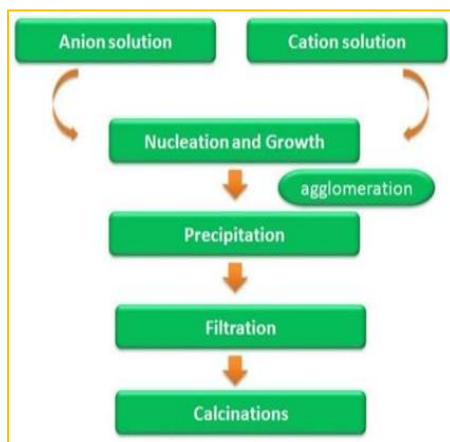 Anion solution
Cation solution
Nucleation and Growth
agglomeration
Precipitation
Filtration
Calcinations